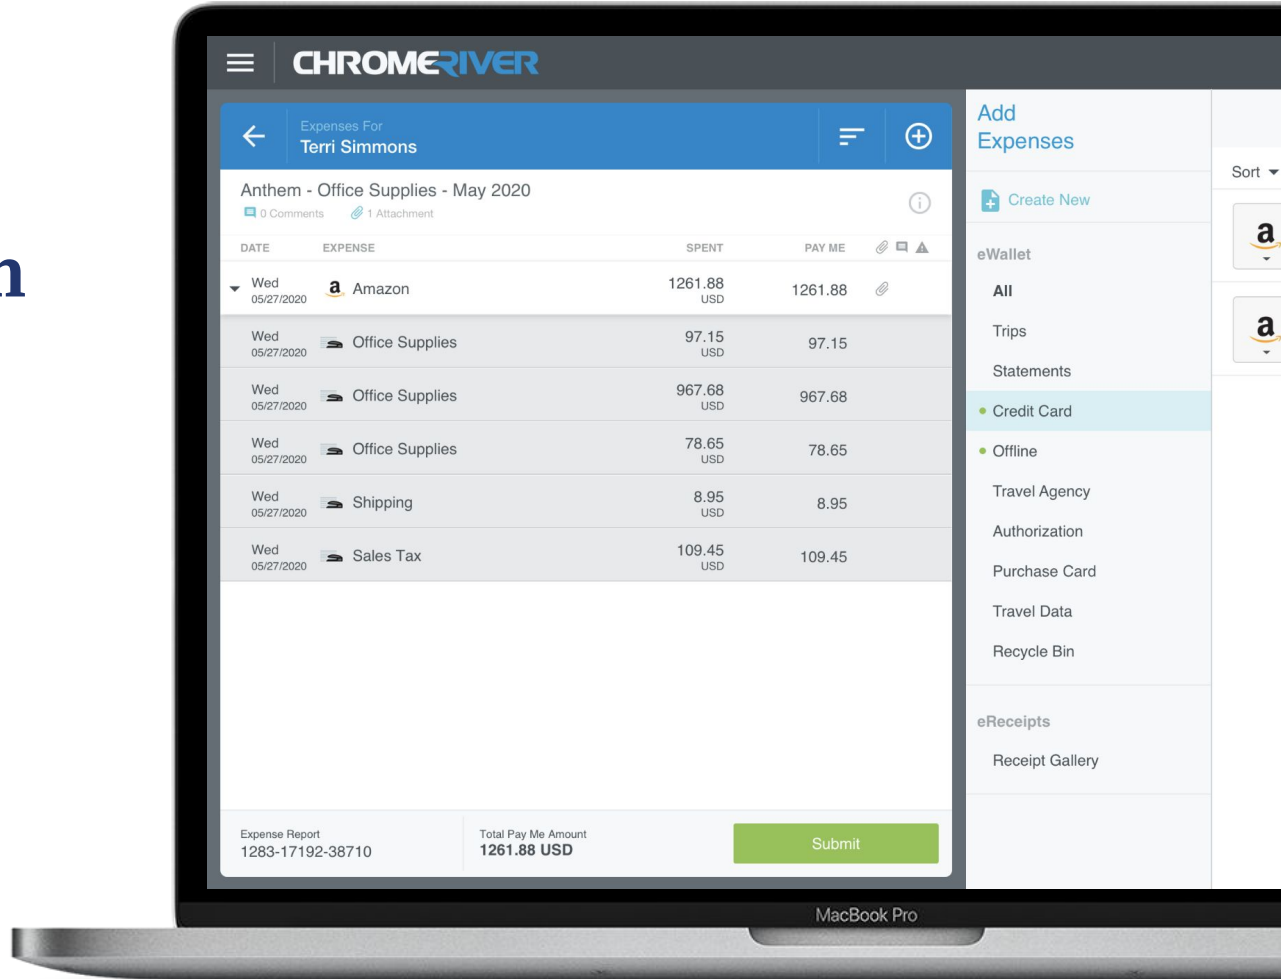 n
CHROMERIVER
Expenses For
Terri Simmons
Anthem - Office Supplies - May 2020
0 Comments 1 Attachment
DATE EXPENSE SPENT PAY ME
Wed
05/27/2020
a Amazon
1261.88
USD
1261.88
Wed
05/27/2020
Office Supplies
97.15
USD
97.15
Wed
05/27/2020
Office Supplies
967.68
USD
967.68
Wed
05/27/2020
Office Supplies
78.65
USD
78.65
Wed
05/27/2020
Shipping
8.95
USD
8.95
Wed
05/27/2020
Sales Tax
109.45
USD
109.45
Expense Report
1283-17192-38710
Total Pay Me Amount
1261.88 USD
Submit
Add
Expenses
Create New
eWallet
All
Trips
Statements
Credit Card
Offline
Travel Agency
Authorization
Purchase Card
Travel Data
Recycle Bin
eReceipts
Receipt Gallery
Sort
a
a
MacBook Pro